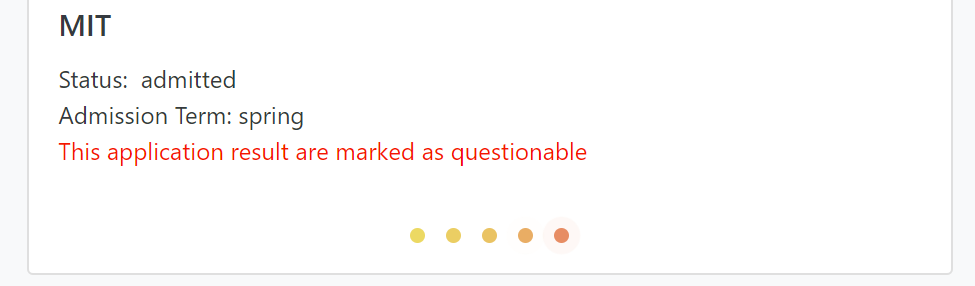 MIT
Status:  admitted
Admission Term: spring
This application result are marked as questionable